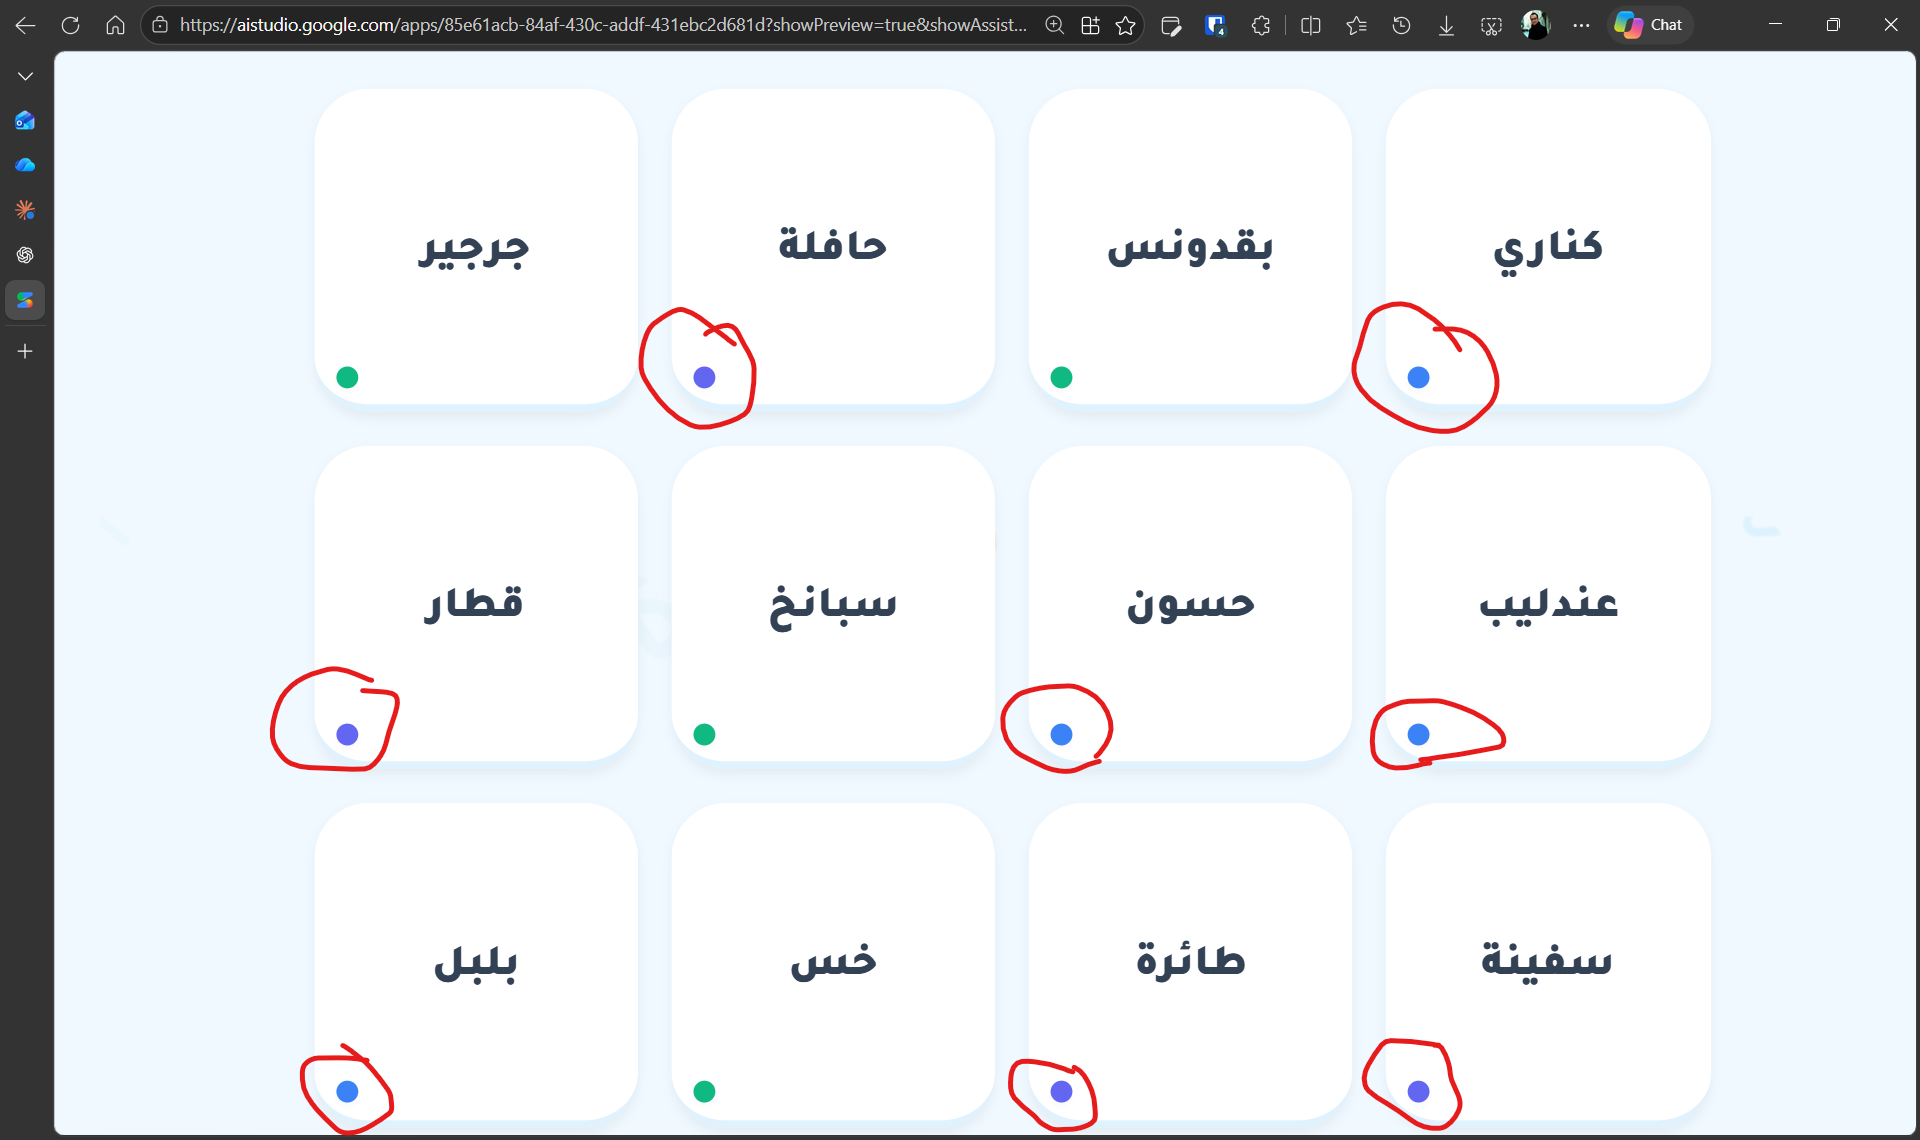 https://aistudio.google.com/apps/85e61acb-84af-430c-addf-431ebc2d681d?showPreview=true&showAssist...
4
Chat
كناري
بقدونس
حافلة
جرجير
عندليب
حسون
سبانخ
قطار
سفينة
طائرة
خس
بلبل